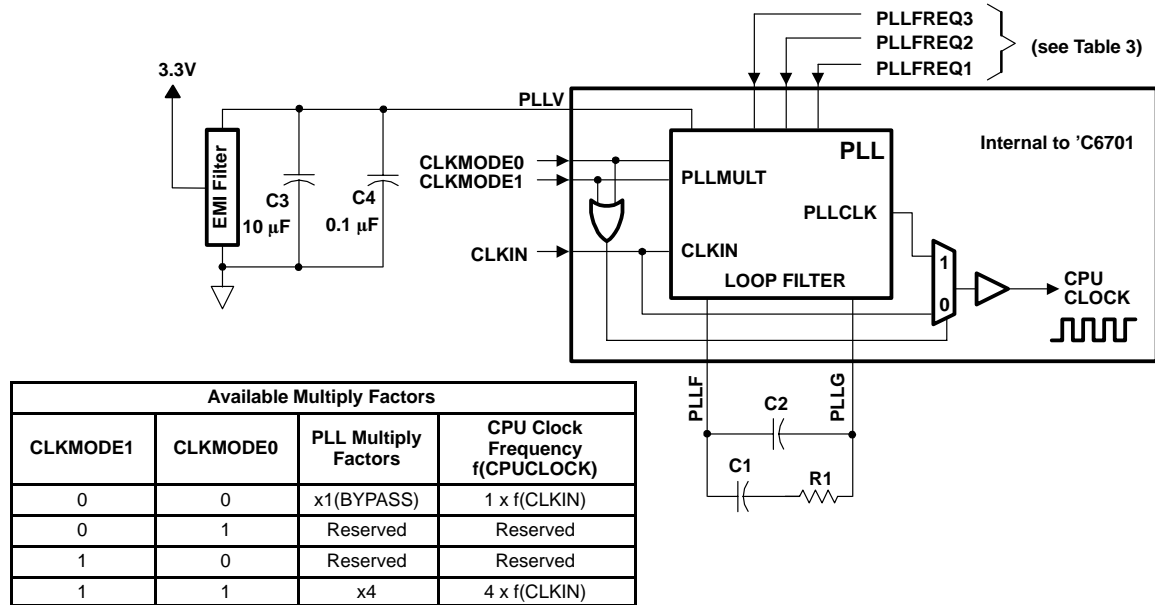 PLLFREQ3
PLLFREQ2
PLLFREQ1
(see Table 3)
3.3V
PLLV
EMI Filter
C3
10 μF
C4
0.1 μF
CLKMODE0
CLKMODE1
CLKIN
PLL
PLLMULT
PLLCLK
CLKIN
LOOP FILTER
Internal to ’C6701
1
0
CPU
CLOCK
PLLF
PLLG
C2
C1
R1
Available Multiply Factors
CLKMODE1 CLKMODE0 PLL Multiply Factors CPU Clock Frequency f(CPUCLOCK)
0 0 x1(BYPASS) 1 x f(CLKIN)
0 1 Reserved Reserved
1 0 Reserved Reserved
1 1 x4 4 x f(CLKIN)